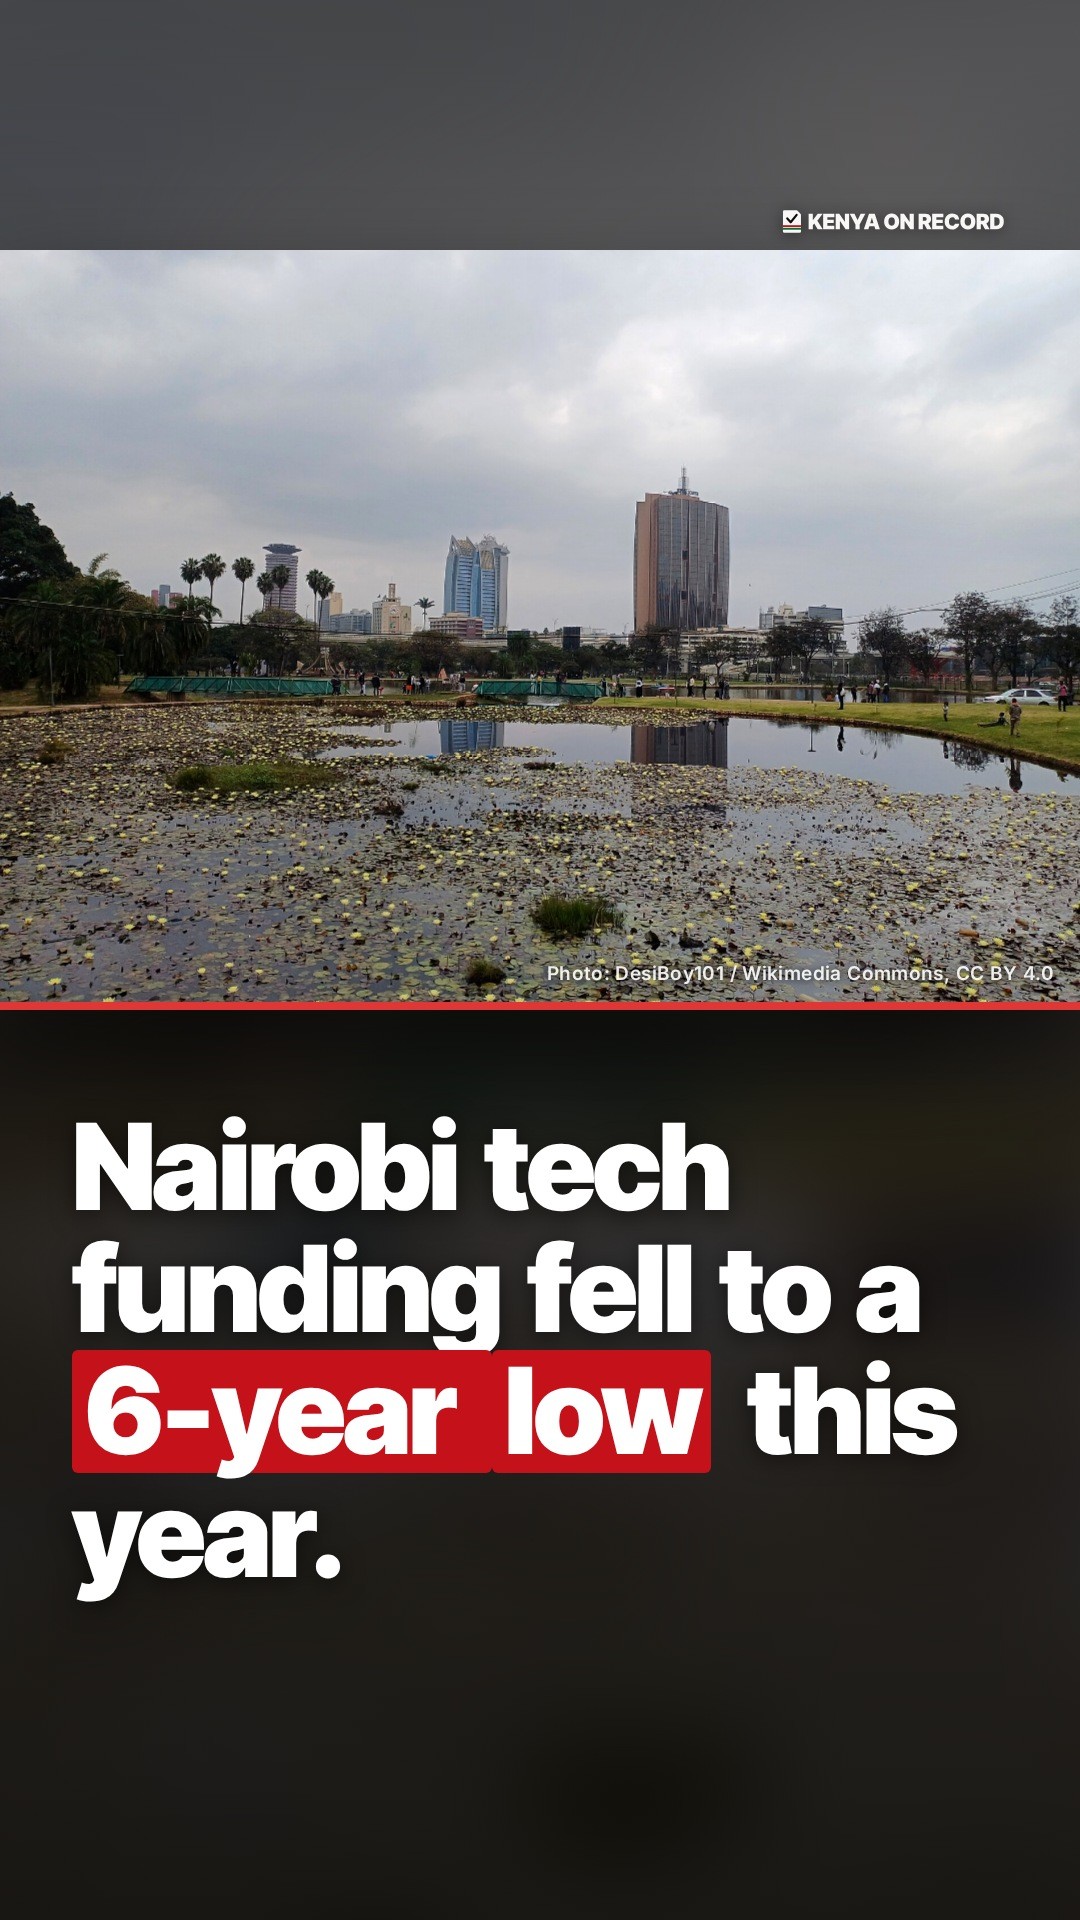 KENYA ON RECORD
Photo: DesiBoy101 / Wikimedia Commons, CC BY 4.0
Nairobi tech
funding fell to a
6-year low this
year.